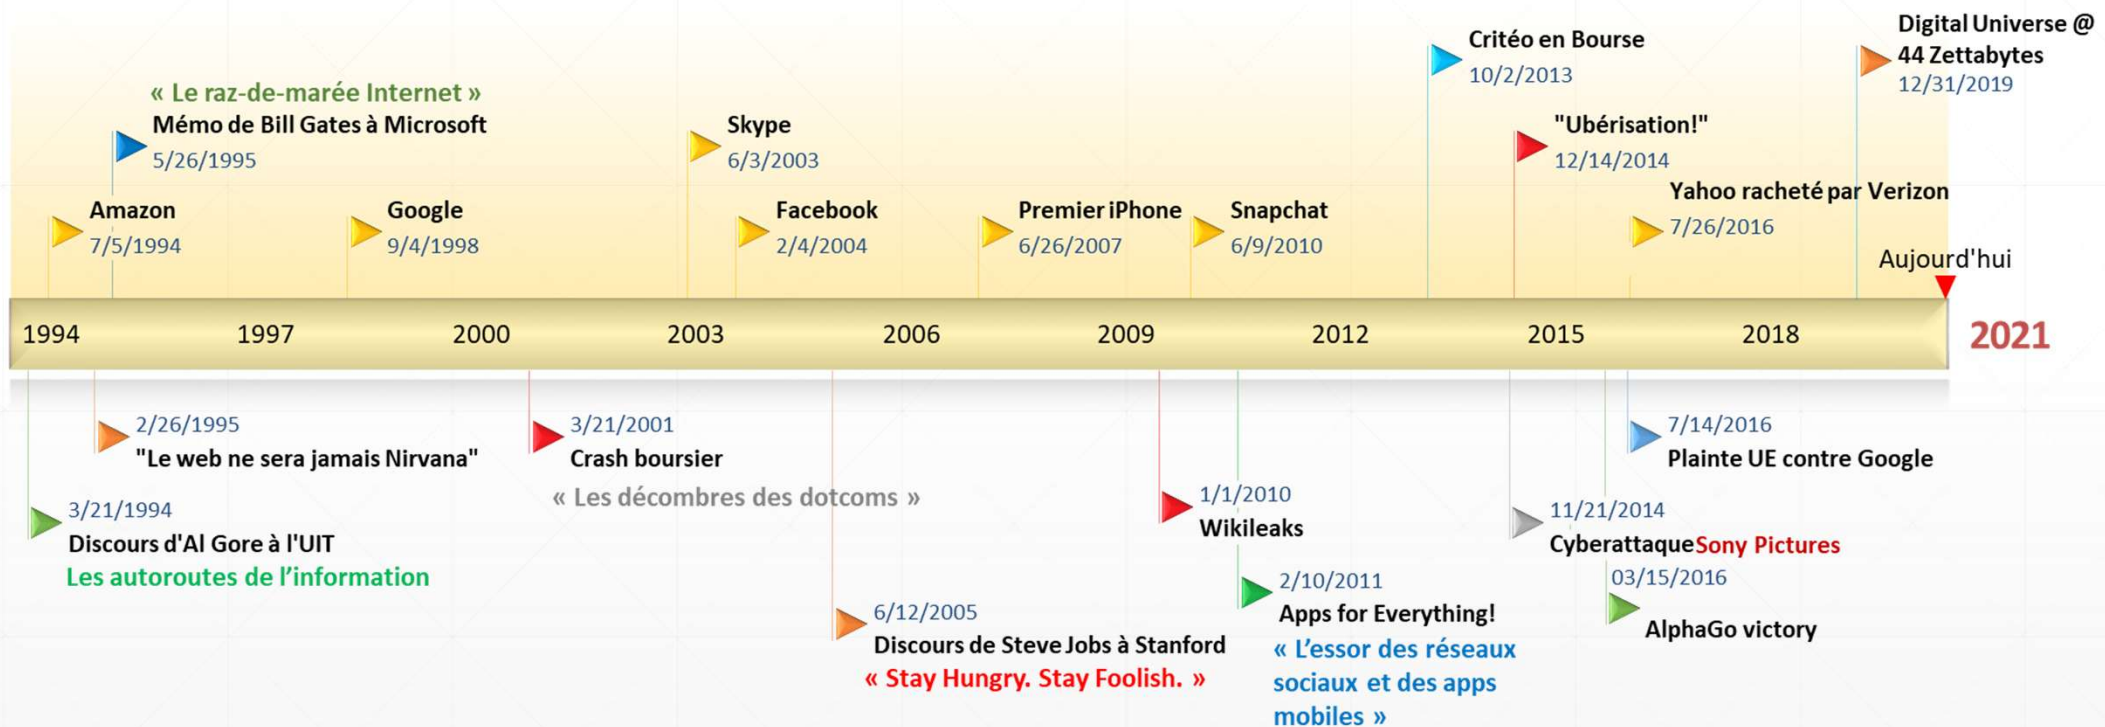 Digital Universe @
44 Zettabytes
12/31/2019
Critéo en Bourse
10/2/2013
« Le raz-de-marée Internet »
Mémo de Bill Gates à Microsoft
5/26/1995
Skype
6/3/2003
"Ubérisation!"
12/14/2014
Yahoo racheté par Verizon
7/26/2016
Amazon
7/5/1994
Google
9/4/1998
Facebook
2/4/2004
Premier iPhone
6/26/2007
Snapchat
6/9/2010
Aujourd'hui
1994 1997 2000 2003 2006 2009 2012 2015 2018 2021
2/26/1995
"Le web ne sera jamais Nirvana"
3/21/2001
Crash boursier
« Les décombres des dotcoms »
7/14/2016
Plainte UE contre Google
3/21/1994
Discours d'Al Gore à l'UIT
Les autoroutes de l’information
1/1/2010
Wikileaks
11/21/2014
Cyberattaque Sony Pictures
03/15/2016
AlphaGo victory
6/12/2005
Discours de Steve Jobs à Stanford
« Stay Hungry. Stay Foolish. »
2/10/2011
Apps for Everything!
« L’essor des réseaux
sociaux et des apps
mobiles »